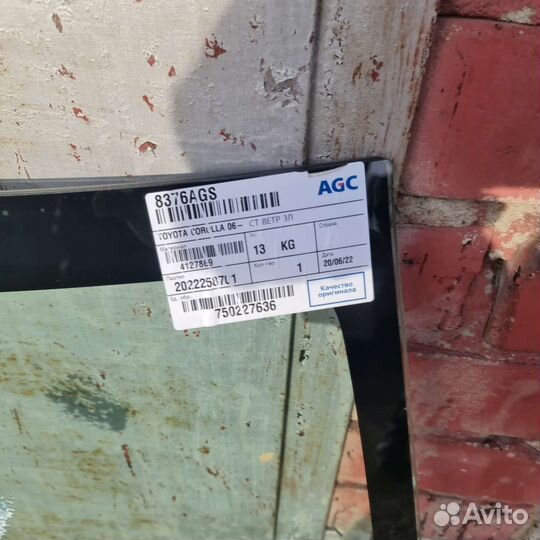 8376AGS
AGC
TOYOTA COROLLA 06-
СТ ВЕТР ЗЛ
Материал
4127869
13 KG
Страна
Партия
Кол-во
1
Дата
20/06/22
Качество
оригинала
750227636
Avito